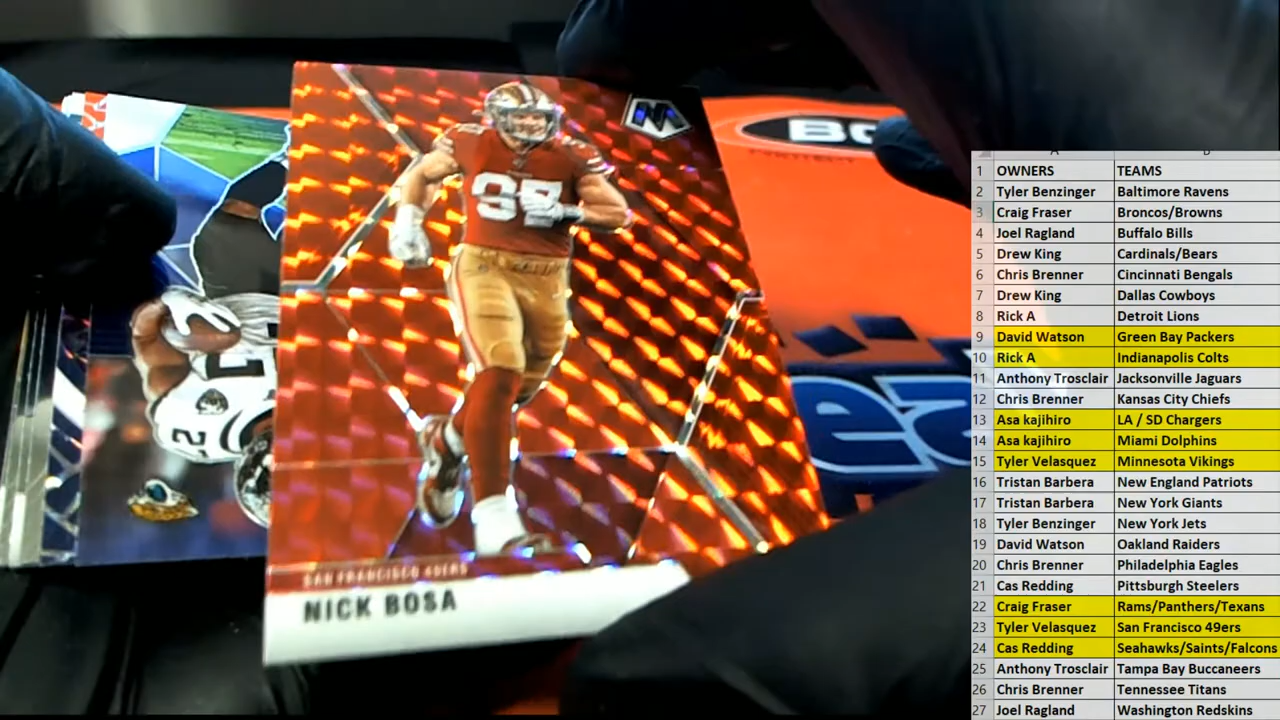 M
97
SAN FRANCISCO 49ERS
NICK BOSA
BO
A B
1 OWNERS TEAMS
2 Tyler Benzinger Baltimore Ravens
3 Craig Fraser Broncos/Browns
4 Joel Ragland Buffalo Bills
5 Drew King Cardinals/Bears
6 Chris Brenner Cincinnati Bengals
7 Drew King Dallas Cowboys
8 Rick A Detroit Lions
9 David Watson Green Bay Packers
10 Rick A Indianapolis Colts
11 Anthony Trosclair Jacksonville Jaguars
12 Chris Brenner Kansas City Chiefs
13 Asa kajihiro LA / SD Chargers
14 Asa kajihiro Miami Dolphins
15 Tyler Velasquez Minnesota Vikings
16 Tristan Barbera New England Patriots
17 Tristan Barbera New York Giants
18 Tyler Benzinger New York Jets
19 David Watson Oakland Raiders
20 Chris Brenner Philadelphia Eagles
21 Cas Redding Pittsburgh Steelers
22 Craig Fraser Rams/Panthers/Texans
23 Tyler Velasquez San Francisco 49ers
24 Cas Redding Seahawks/Saints/Falcons
25 Anthony Trosclair Tampa Bay Buccaneers
26 Chris Brenner Tennessee Titans
27 Joel Ragland Washington Redskins